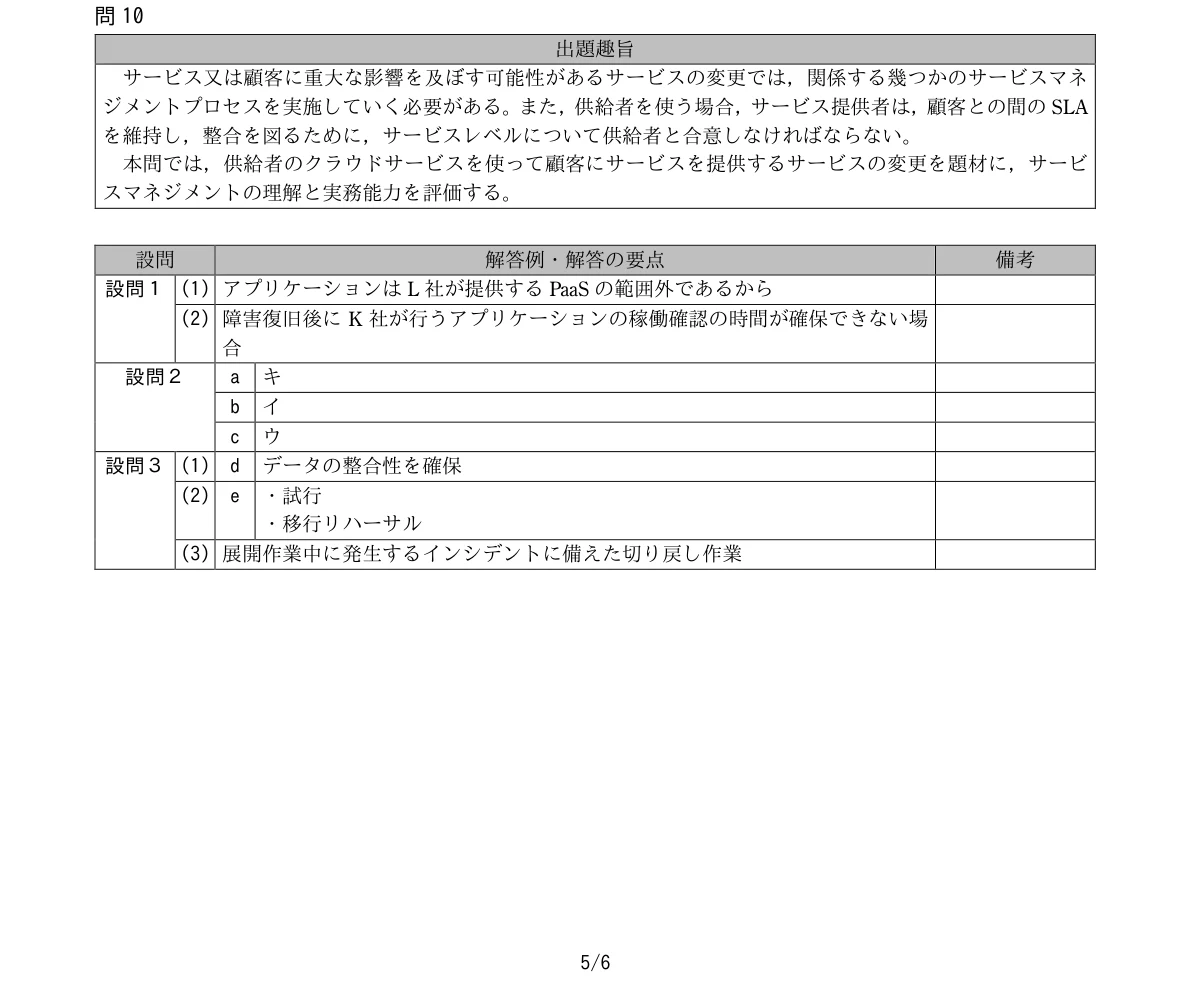 問 10
出題趣旨
サービス又は顧客に重大な影響を及ぼす可能性があるサービスの変更では，関係する幾つかのサービスマネ
ジメントプロセスを実施していく必要がある。また，供給者を使う場合，サービス提供者は，顧客との間の SLA
を維持し，整合を図るために，サービスレベルについて供給者と合意しなければならない。
本問では，供給者のクラウドサービスを使って顧客にサービスを提供するサービスの変更を題材に，サービ
スマネジメントの理解と実務能力を評価する。
設問 解答例・解答の要点 備考
設問１ (1) アプリケーションは L 社が提供する PaaS の範囲外であるから
(2) 障害復旧後に K 社が行うアプリケーションの稼働確認の時間が確保できない場
合
設問２ a キ
b イ
c ウ
設問３ (1) d データの整合性を確保
(2) e ・試行
・移行リハーサル
(3) 展開作業中に発生するインシデントに備えた切り戻し作業
5/6